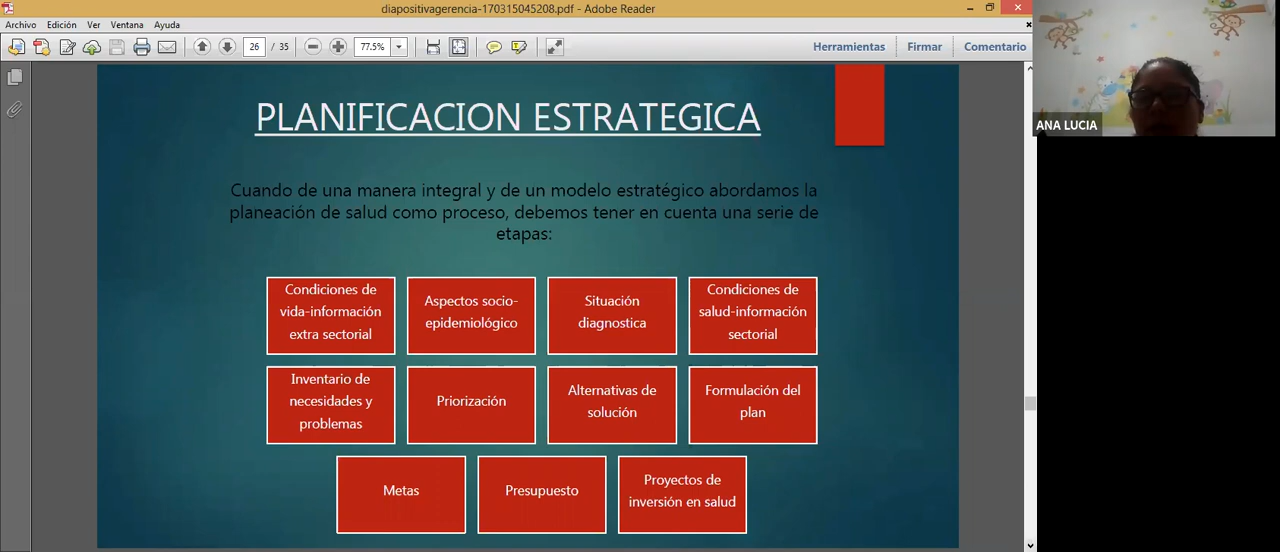 diapositivagerencia-170315045208.pdf - Adobe Reader
Archivo Edición Ver Ventana Ayuda
26 / 35 77.5% Herramientas Firmar Comentario
ANA LUCIA
PLANIFICACION ESTRATEGICA
Cuando de una manera integral y de un modelo estratégico abordamos la
planeación de salud como proceso, debemos tener en cuenta una serie de
etapas:
Condiciones de
vida-información
extra sectorial
Aspectos socio-
epidemiológico
Situación
diagnostica
Condiciones de
salud-información
sectorial
Inventario de
necesidades y
problemas
Priorización
Alternativas de
solución
Formulación del
plan
Metas
Presupuesto
Proyectos de
inversión en salud